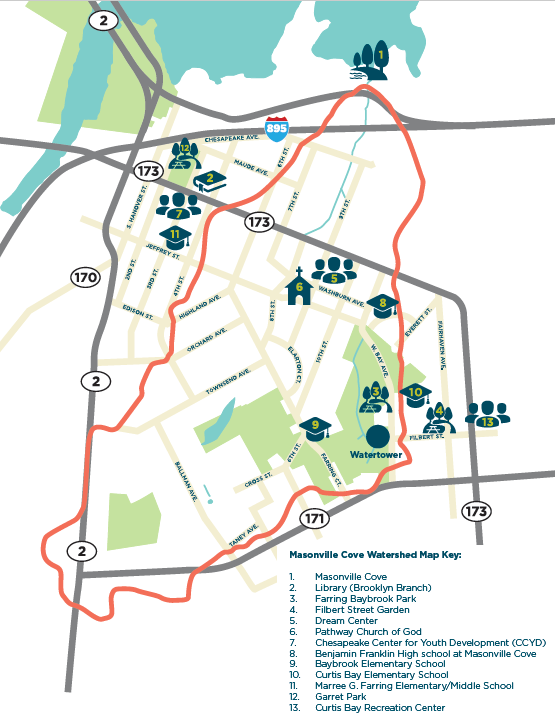 1
2
895
CHESAPEAKE AVE.
12
MAUDE AVE.
6TH ST.
173
2
7TH ST.
9TH ST.
S. HANOVER ST.
7
173
11
JEFFREY ST.
2ND ST.
3RD ST.
4TH ST.
170
5
6
WASHBURN AVE.
8
EDISON ST.
HIGHLAND AVE.
8TH ST.
EVERETT ST.
FAIRHAVEN AVE.
ORCHARD AVE.
ELARTON CT.
10TH ST.
W. BAY AVE.
2
TOWNSEND AVE.
3
10
4
13
9
FILBERT ST.
Watertower
6TH ST.
FARRING CT.
BALLMAN AVE.
CROSS ST.
171
173
TANEY AVE.
2
Masonville Cove Watershed Map Key:
1. Masonville Cove
2. Library (Brooklyn Branch)
3. Farring Baybrook Park
4. Filbert Street Garden
5. Dream Center
6. Pathway Church of God
7. Chesapeake Center for Youth Development (CCYD)
8. Benjamin Franklin High school at Masonville Cove
9. Baybrook Elementary School
10. Curtis Bay Elementary School
11. Marree G. Farring Elementary/Middle School
12. Garret Park
13. Curtis Bay Recreation Center